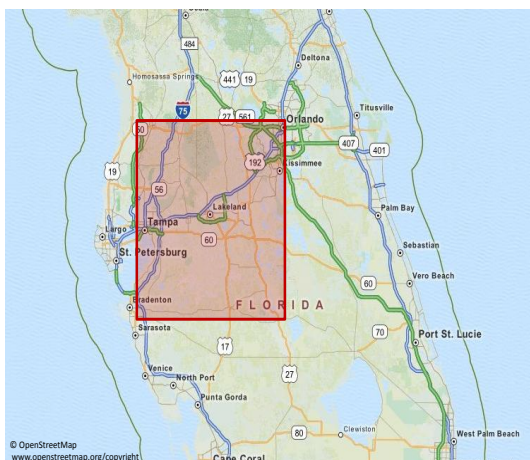 484
Deltona
Homosassa Springs
441
19
75
27
561
Titusville
Orlando
50
407
401
19
192
Kissimmee
56
Lakeland
Palm Bay
Largo
Tampa
60
Sebastian
St. Petersburg
60
Vero Beach
Bradenton
FLORIDA
Sarasota
70
Port St. Lucie
17
Venice
North Port
27
Punta Gorda
80
Clewiston
© OpenStreetMap
West Palm Beach
www.openstreetmap.org/copyright
Cape Coral